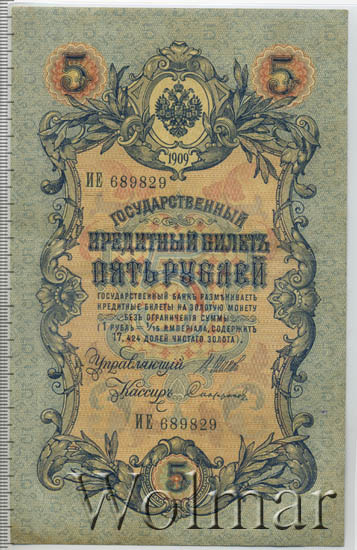 5 5
1909
ИЕ 689829
ГОСУДАРСТВЕННЫЙ
КРЕДИТНЫЙ БИЛЕТЪ
ПЯТЬ РУБЛЕЙ
ГОСУДАРСТВЕННЫЙ БАНКЪ РАЗМѢНИВАЕТЪ
КРЕДИТНЫЕ БИЛЕТЫ НА ЗОЛОТУЮ МОНЕТУ
БЕЗЪ ОГРАНИЧЕНІЯ СУММЫ
(1 РУБЛЬ = 1/15 ИМПЕРІАЛА, СОДЕРЖИТЪ
17,424 ДОЛЕЙ ЧИСТАГО ЗОЛОТА)
Управляющій
Кассиръ
ИЕ 689829
5
Wolmar